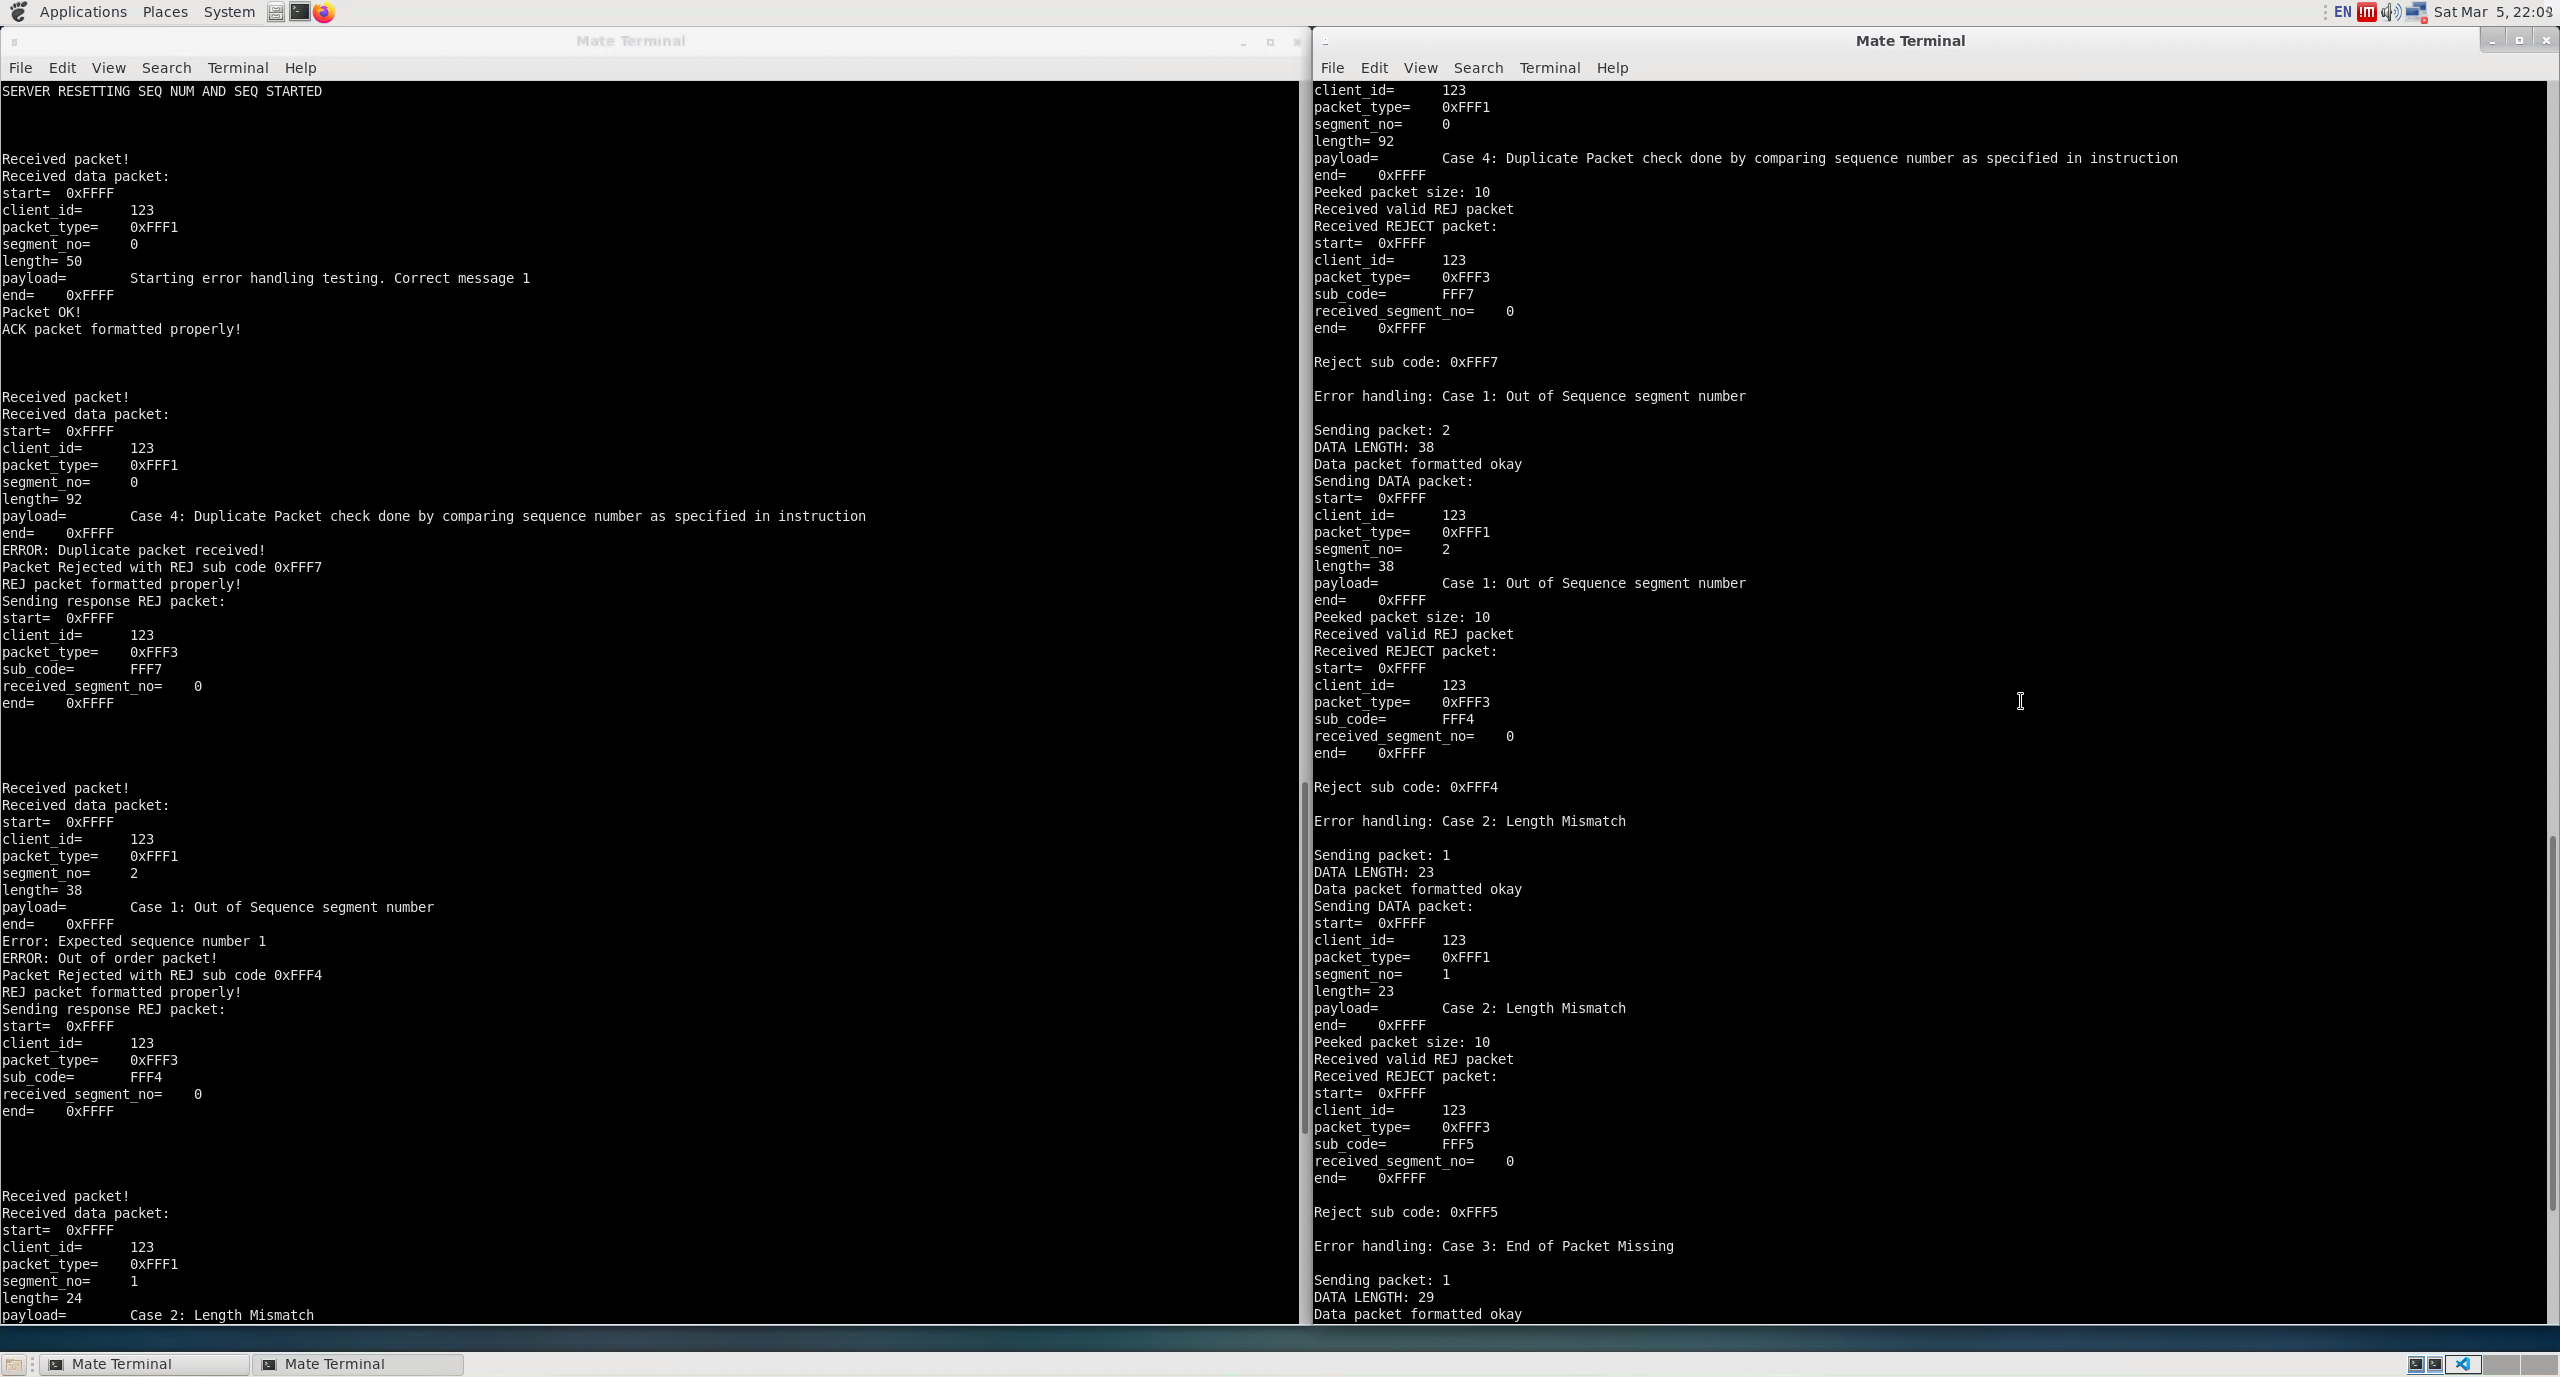 Applications Places System
EN !M Sat Mar 5, 22:0
Mate Terminal
File Edit View Search Terminal Help
SERVER RESETTING SEQ NUM AND SEQ STARTED
Received packet!
Received data packet:
start= 0xFFFF
client_id= 123
packet_type= 0xFFF1
segment_no= 0
length= 50
payload= Starting error handling testing. Correct message 1
end= 0xFFFF
Packet OK!
ACK packet formatted properly!
Received packet!
Received data packet:
start= 0xFFFF
client_id= 123
packet_type= 0xFFF1
segment_no= 0
length= 92
payload= Case 4: Duplicate Packet check done by comparing sequence number as specified in instruction
end= 0xFFFF
ERROR: Duplicate packet received!
Packet Rejected with REJ sub code 0xFFF7
REJ packet formatted properly!
Sending response REJ packet:
start= 0xFFFF
client_id= 123
packet_type= 0xFFF3
sub_code= FFF7
received_segment_no= 0
end= 0xFFFF
Received packet!
Received data packet:
start= 0xFFFF
client_id= 123
packet_type= 0xFFF1
segment_no= 2
length= 38
payload= Case 1: Out of Sequence segment number
end= 0xFFFF
Error: Expected sequence number 1
ERROR: Out of order packet!
Packet Rejected with REJ sub code 0xFFF4
REJ packet formatted properly!
Sending response REJ packet:
start= 0xFFFF
client_id= 123
packet_type= 0xFFF3
sub_code= FFF4
received_segment_no= 0
end= 0xFFFF
Received packet!
Received data packet:
start= 0xFFFF
client_id= 123
packet_type= 0xFFF1
segment_no= 1
length= 24
payload= Case 2: Length Mismatch
Mate Terminal
File Edit View Search Terminal Help
client_id= 123
packet_type= 0xFFF1
segment_no= 0
length= 92
payload= Case 4: Duplicate Packet check done by comparing sequence number as specified in instruction
end= 0xFFFF
Peeked packet size: 10
Received valid REJ packet
Received REJECT packet:
start= 0xFFFF
client_id= 123
packet_type= 0xFFF3
sub_code= FFF7
received_segment_no= 0
end= 0xFFFF
Reject sub code: 0xFFF7
Error handling: Case 1: Out of Sequence segment number
Sending packet: 2
DATA LENGTH: 38
Data packet formatted okay
Sending DATA packet:
start= 0xFFFF
client_id= 123
packet_type= 0xFFF1
segment_no= 2
length= 38
payload= Case 1: Out of Sequence segment number
end= 0xFFFF
Peeked packet size: 10
Received valid REJ packet
Received REJECT packet:
start= 0xFFFF
client_id= 123
packet_type= 0xFFF3
sub_code= FFF4
received_segment_no= 0
end= 0xFFFF
Reject sub code: 0xFFF4
Error handling: Case 2: Length Mismatch
Sending packet: 1
DATA LENGTH: 23
Data packet formatted okay
Sending DATA packet:
start= 0xFFFF
client_id= 123
packet_type= 0xFFF1
segment_no= 1
length= 23
payload= Case 2: Length Mismatch
end= 0xFFFF
Peeked packet size: 10
Received valid REJ packet
Received REJECT packet:
start= 0xFFFF
client_id= 123
packet_type= 0xFFF3
sub_code= FFF5
received_segment_no= 0
end= 0xFFFF
Reject sub code: 0xFFF5
Error handling: Case 3: End of Packet Missing
Sending packet: 1
DATA LENGTH: 29
Data packet formatted okay
Mate Terminal Mate Terminal